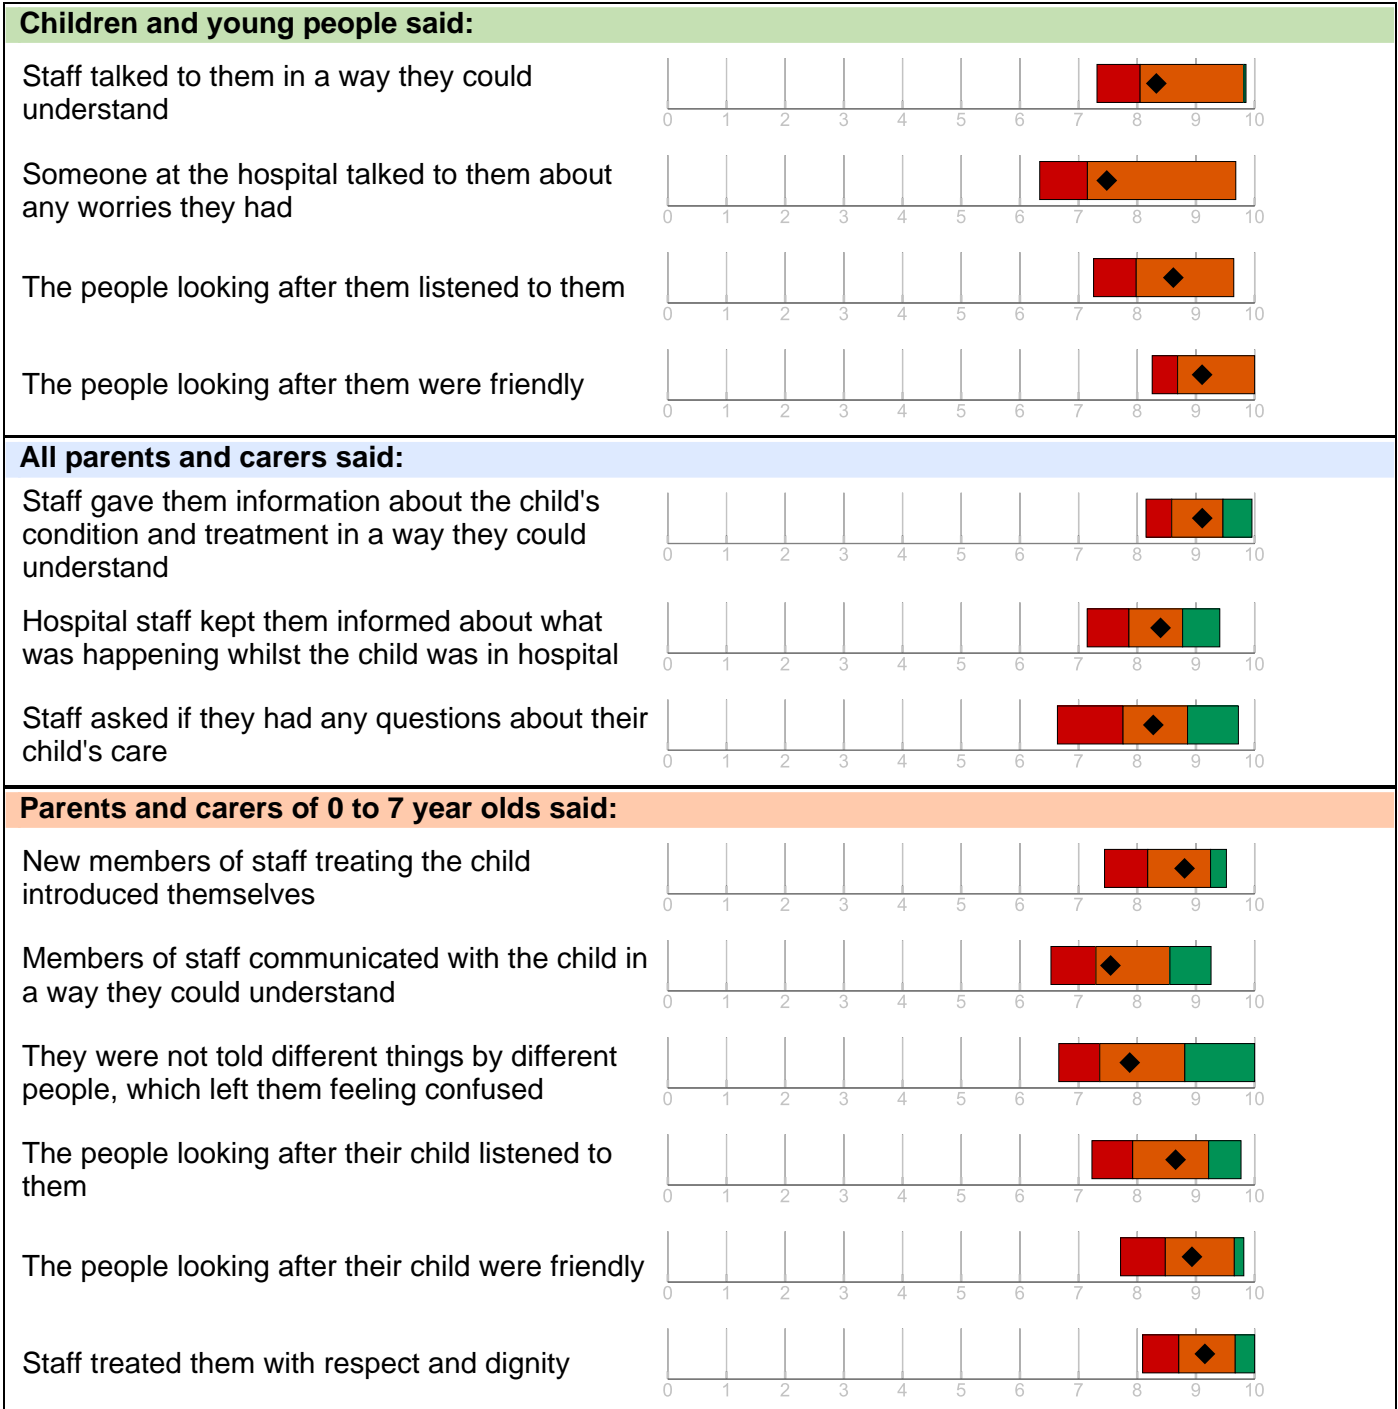 Children and young people said:
Staff talked to them in a way they could
understand
0 1 2 3 4 5 6 7 8 9 10
Someone at the hospital talked to them about
any worries they had
0 1 2 3 4 5 6 7 8 9 10
The people looking after them listened to them
0 1 2 3 4 5 6 7 8 9 10
The people looking after them were friendly
0 1 2 3 4 5 6 7 8 9 10
All parents and carers said:
Staff gave them information about the child's
condition and treatment in a way they could
understand
0 1 2 3 4 5 6 7 8 9 10
Hospital staff kept them informed about what
was happening whilst the child was in hospital
0 1 2 3 4 5 6 7 8 9 10
Staff asked if they had any questions about their
child's care
0 1 2 3 4 5 6 7 8 9 10
Parents and carers of 0 to 7 year olds said:
New members of staff treating the child
introduced themselves
0 1 2 3 4 5 6 7 8 9 10
Members of staff communicated with the child in
a way they could understand
0 1 2 3 4 5 6 7 8 9 10
They were not told different things by different
people, which left them feeling confused
0 1 2 3 4 5 6 7 8 9 10
The people looking after their child listened to
them
0 1 2 3 4 5 6 7 8 9 10
The people looking after their child were friendly
0 1 2 3 4 5 6 7 8 9 10
Staff treated them with respect and dignity
0 1 2 3 4 5 6 7 8 9 10